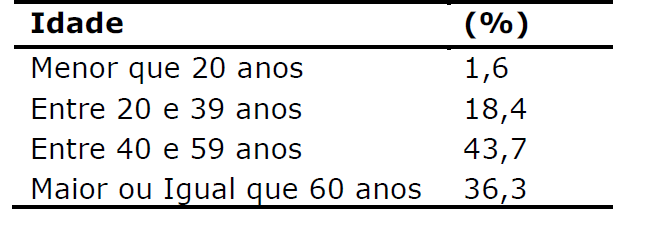 Idade (%)
Menor que 20 anos 1,6
Entre 20 e 39 anos 18,4
Entre 40 e 59 anos 43,7
Maior ou Igual que 60 anos 36,3